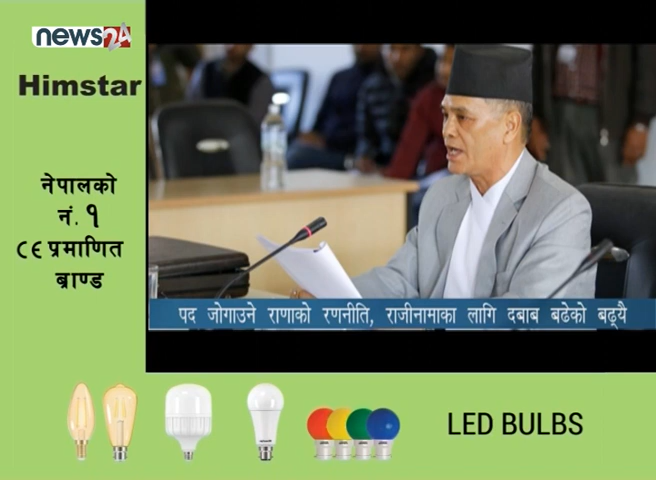 news24
Himstar
नेपालको
नं. १
CE प्रमाणित
ब्राण्ड
पद जोगाउने राणाको रणनीति, राजीनामाका लागि दबाब बढेको बढ्यै
LED BULBS